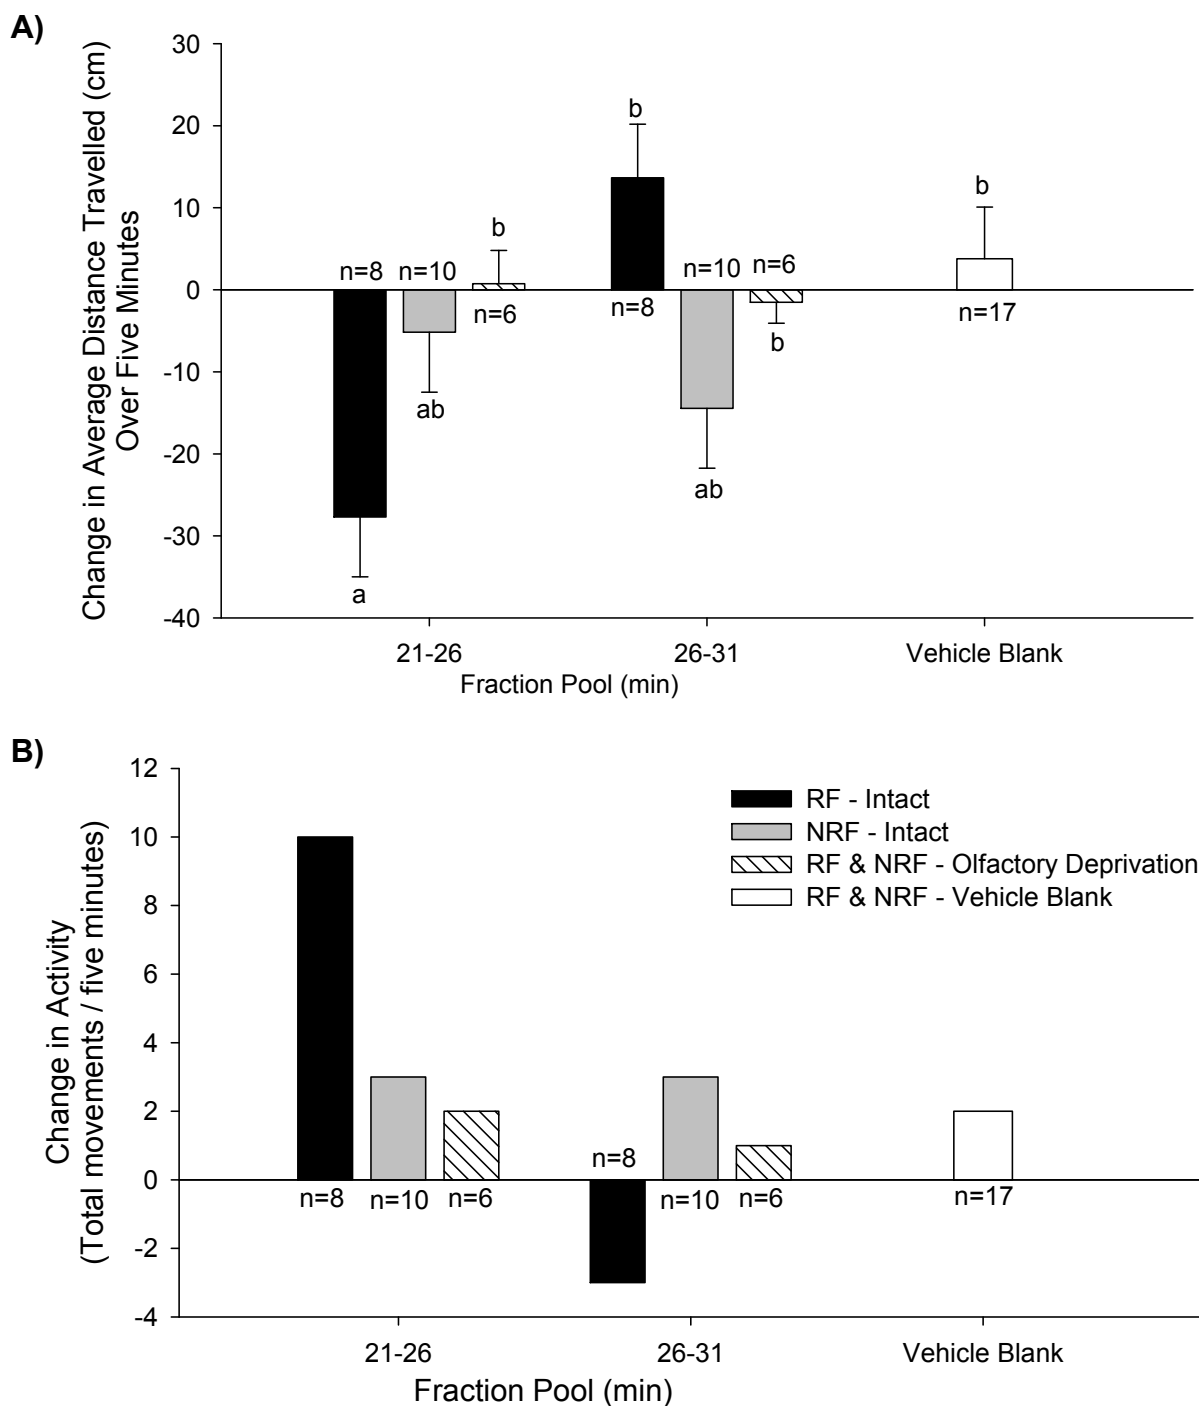 A)
Change in Average Distance Travelled (cm)
Over Five Minutes
30
20
10
0
-10
-20
-30
-40
b
b
b
n=8 n=10
n=10 n=6
n=6
n=8
n=17
b
ab
ab
a
21-26
26-31
Vehicle Blank
Fraction Pool (min)
B)
Change in Activity
(Total movements / five minutes)
12
10
8
6
4
2
0
-2
-4
RF - Intact
NRF - Intact
RF & NRF - Olfactory Deprivation
RF & NRF - Vehicle Blank
n=8
n=8 n=10 n=6
n=10 n=6
n=17
21-26
26-31
Vehicle Blank
Fraction Pool (min)